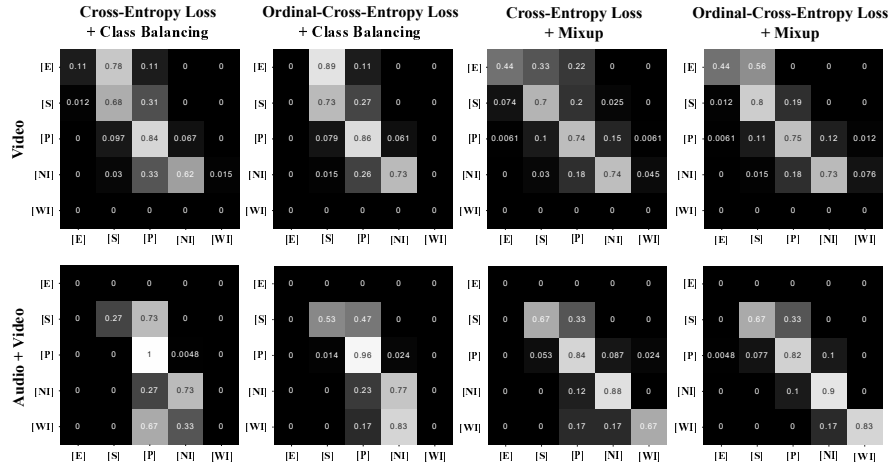 Cross-Entropy Loss + Class Balancing
Ordinal-Cross-Entropy Loss + Class Balancing
Cross-Entropy Loss + Mixup
Ordinal-Cross-Entropy Loss + Mixup
Video
[E] 0.11 0.78 0.11 0 0
[S] 0.012 0.68 0.31 0 0
[P] 0 0.097 0.84 0.067 0
[NI] 0 0.03 0.33 0.62 0.015
[WI] 0 0 0 0 0
[E] [S] [P] [NI] [WI]
[E] 0 0.89 0.11 0 0
[S] 0 0.73 0.27 0 0
[P] 0 0.079 0.86 0.061 0
[NI] 0 0.015 0.26 0.73 0
[WI] 0 0 0 0 0
[E] [S] [P] [NI] [WI]
[E] 0.44 0.33 0.22 0 0
[S] 0.074 0.7 0.2 0.025 0
[P] 0.0061 0.1 0.74 0.15 0.0061
[NI] 0 0.03 0.18 0.74 0.045
[WI] 0 0 0 0 0
[E] [S] [P] [NI] [WI]
[E] 0.44 0.56 0 0 0
[S] 0.012 0.8 0.19 0 0
[P] 0.0061 0.11 0.75 0.12 0.012
[NI] 0 0.015 0.18 0.73 0.076
[WI] 0 0 0 0 0
[E] [S] [P] [NI] [WI]
Audio + Video
[E] 0 0 0 0 0
[S] 0 0.27 0.73 0 0
[P] 0 0 1 0.0048 0
[NI] 0 0 0.27 0.73 0
[WI] 0 0 0.67 0.33 0
[E] [S] [P] [NI] [WI]
[E] 0 0 0 0 0
[S] 0 0.53 0.47 0 0
[P] 0 0.014 0.96 0.024 0
[NI] 0 0 0.23 0.77 0
[WI] 0 0 0.17 0.83 0
[E] [S] [P] [NI] [WI]
[E] 0 0 0 0 0
[S] 0 0.67 0.33 0 0
[P] 0 0.053 0.84 0.087 0.024
[NI] 0 0 0.12 0.88 0
[WI] 0 0 0.17 0.17 0.67
[E] [S] [P] [NI] [WI]
[E] 0 0 0 0 0
[S] 0 0.67 0.33 0 0
[P] 0.0048 0.077 0.82 0.1 0
[NI] 0 0 0.1 0.9 0
[WI] 0 0 0 0.17 0.83
[E] [S] [P] [NI] [WI]